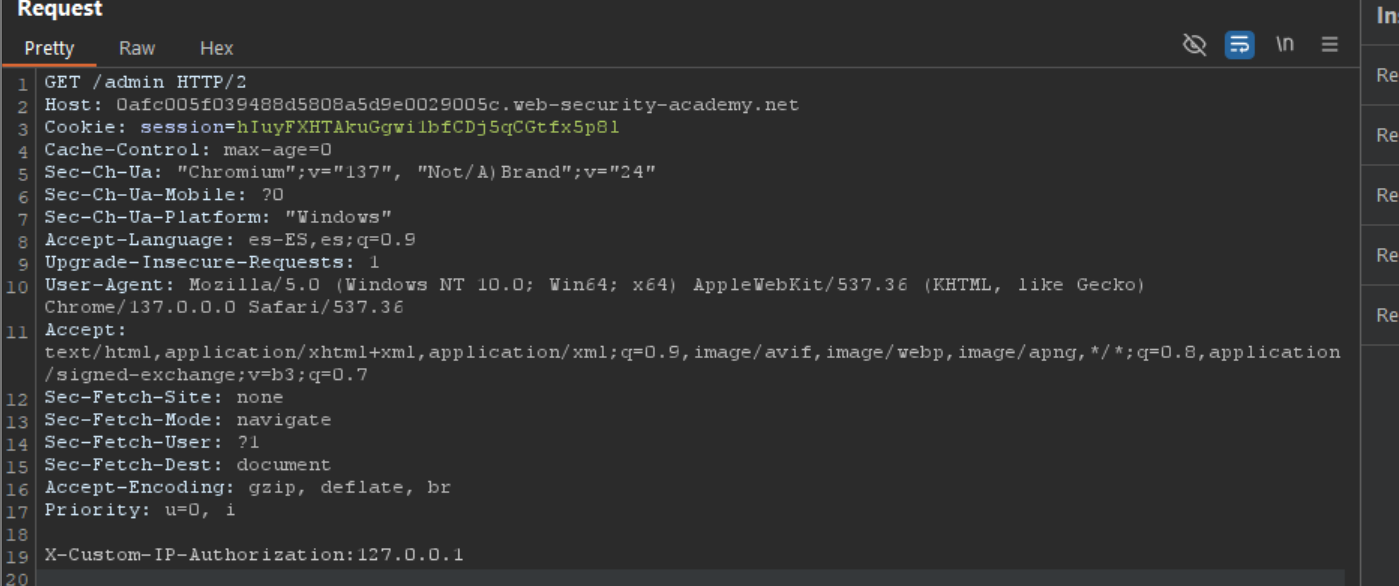 Request
In
Pretty Raw Hex
\n
Re
Re
Re
Re
Re
1 GET /admin HTTP/2
2 Host: 0afc005f039488d5808a5d9e0029005c.web-security-academy.net
3 Cookie: session=hIuyFXHTAkuGgwi1bfCDj5qCGtfx5p8l
4 Cache-Control: max-age=0
5 Sec-Ch-Ua: "Chromium";v="137", "Not/A)Brand";v="24"
6 Sec-Ch-Ua-Mobile: ?0
7 Sec-Ch-Ua-Platform: "Windows"
8 Accept-Language: es-ES,es;q=0.9
9 Upgrade-Insecure-Requests: 1
10 User-Agent: Mozilla/5.0 (Windows NT 10.0; Win64; x64) AppleWebKit/537.36 (KHTML, like Gecko)
Chrome/137.0.0.0 Safari/537.36
11 Accept:
text/html,application/xhtml+xml,application/xml;q=0.9,image/avif,image/webp,image/apng,*/*;q=0.8,application
/signed-exchange;v=b3;q=0.7
12 Sec-Fetch-Site: none
13 Sec-Fetch-Mode: navigate
14 Sec-Fetch-User: ?1
15 Sec-Fetch-Dest: document
16 Accept-Encoding: gzip, deflate, br
17 Priority: u=0, i
18
19 X-Custom-IP-Authorization:127.0.0.1
20